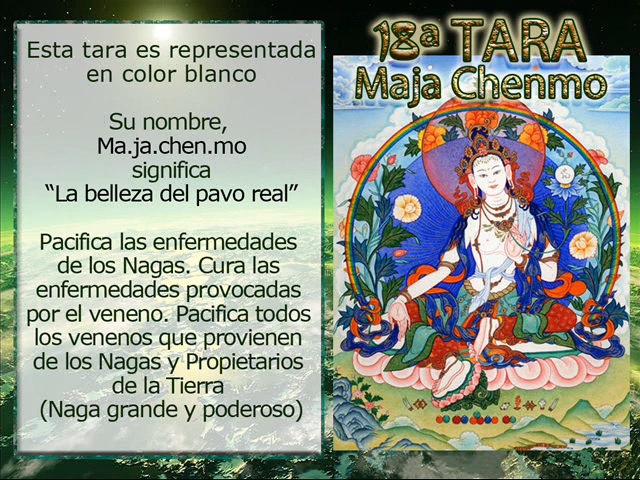 Esta tara es representada
en color blanco
Su nombre,
Ma.ja.chen.mo
significa
“La belleza del pavo real”
Pacifica las enfermedades
de los Nagas. Cura las
enfermedades provocadas
por el veneno. Pacifica todos
los venenos que provienen
de los Nagas y Propietarios
de la Tierra
(Naga grande y poderoso)
18ª TARA
Maja Chenmo